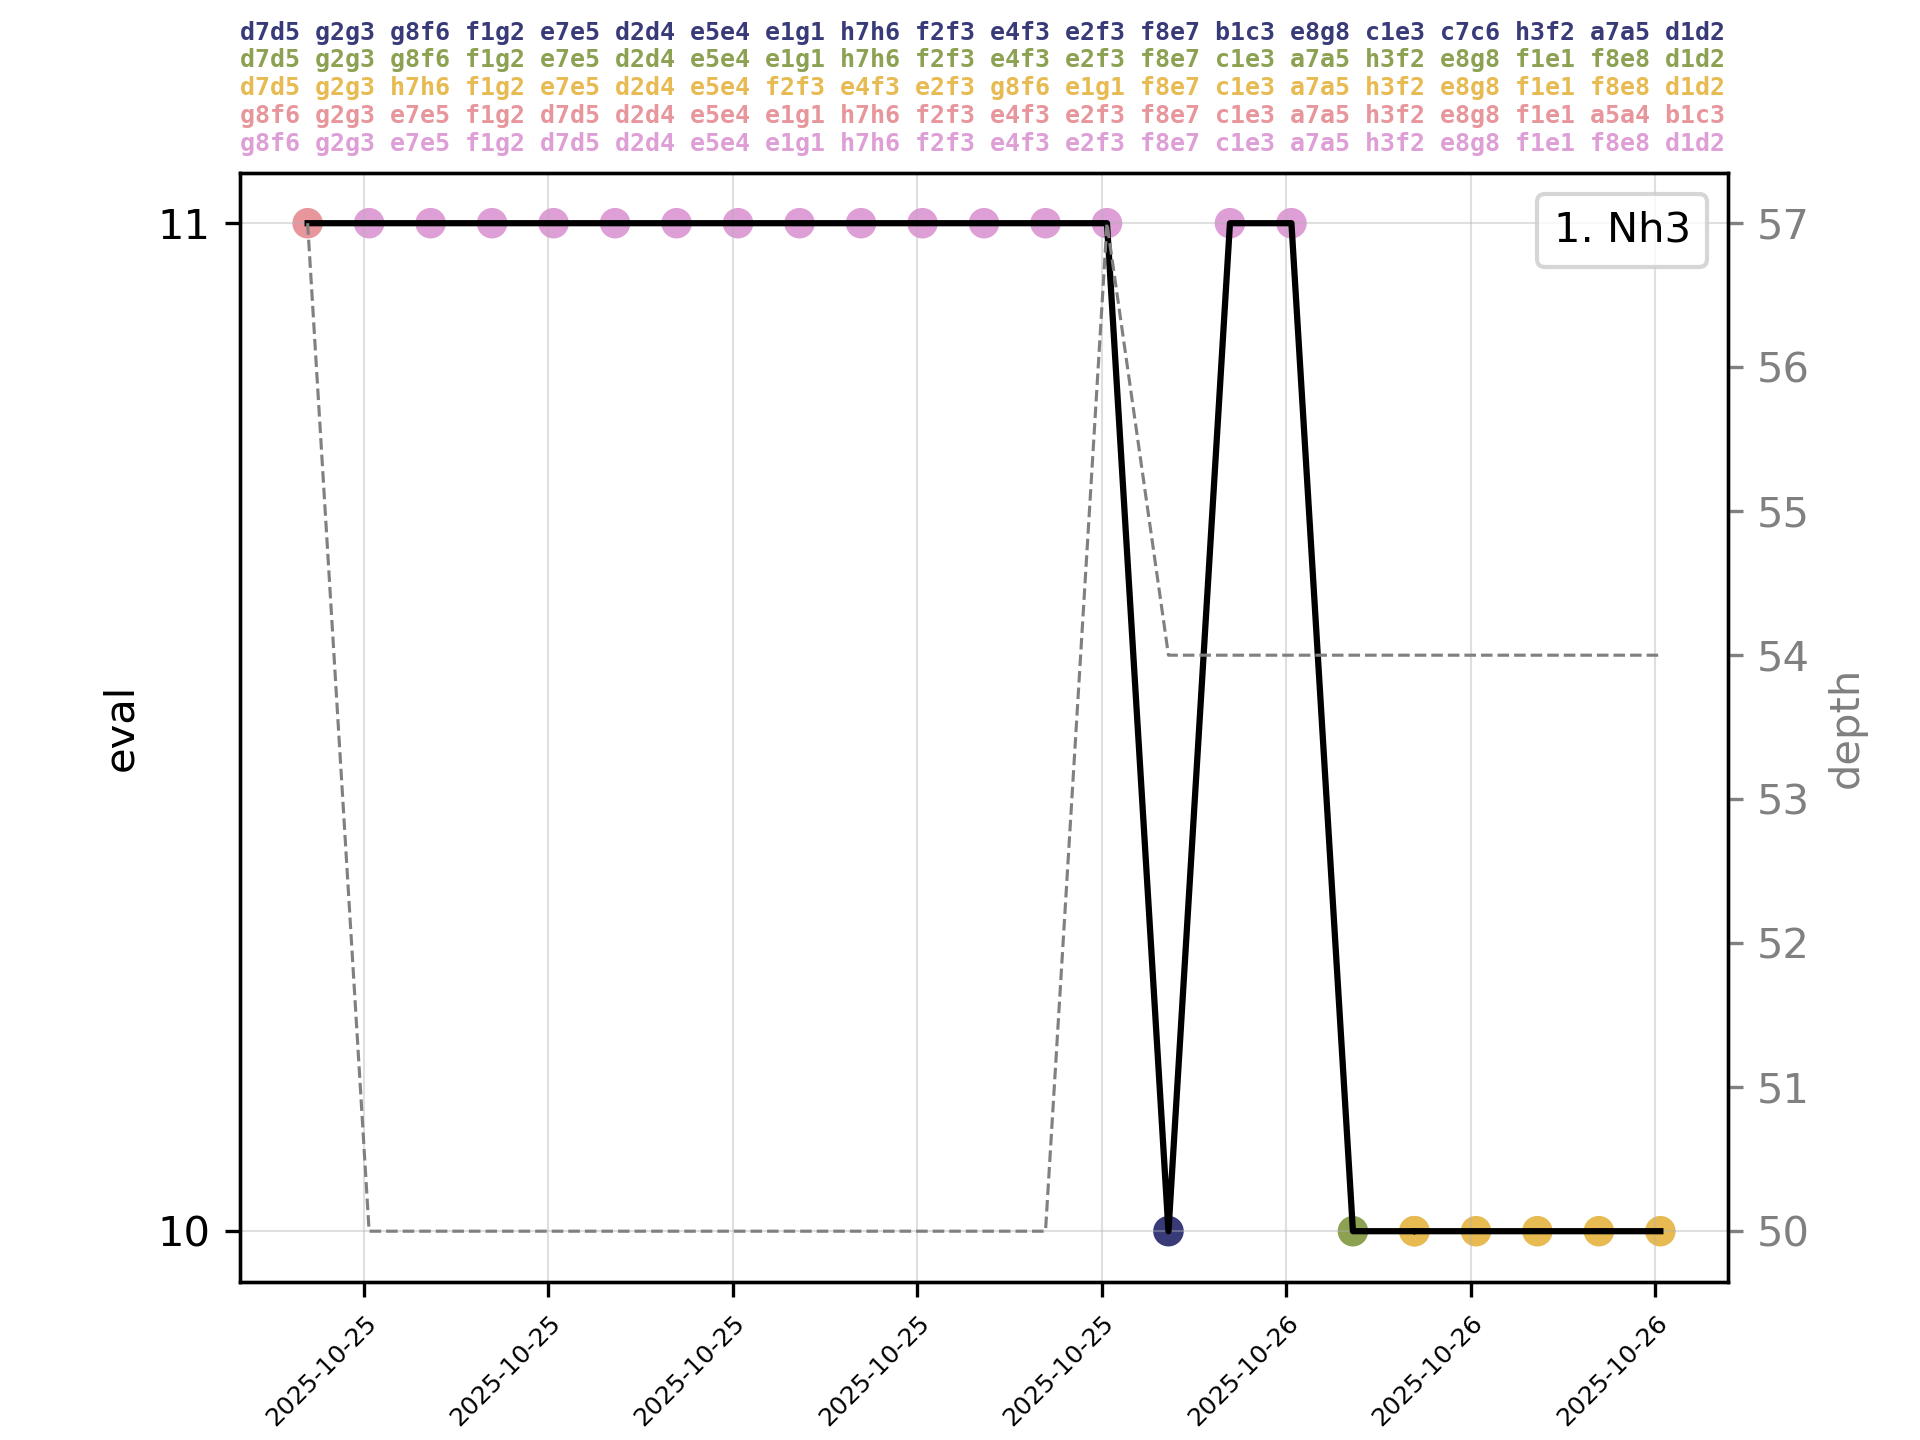 d7d5 g2g3 g8f6 f1g2 e7e5 d2d4 e5e4 e1g1 h7h6 f2f3 e4f3 e2f3 f8e7 b1c3 e8g8 c1e3 c7c6 h3f2 a7a5 d1d2
d7d5 g2g3 g8f6 f1g2 e7e5 d2d4 e5e4 e1g1 h7h6 f2f3 e4f3 e2f3 f8e7 c1e3 a7a5 h3f2 e8g8 f1e1 f8e8 d1d2
d7d5 g2g3 h7h6 f1g2 e7e5 d2d4 e5e4 f2f3 e4f3 e2f3 g8f6 e1g1 f8e7 c1e3 a7a5 h3f2 e8g8 f1e1 f8e8 d1d2
g8f6 g2g3 e7e5 f1g2 d7d5 d2d4 e5e4 e1g1 h7h6 f2f3 e4f3 e2f3 f8e7 c1e3 a7a5 h3f2 e8g8 f1e1 a5a4 b1c3
g8f6 g2g3 e7e5 f1g2 d7d5 d2d4 e5e4 e1g1 h7h6 f2f3 e4f3 e2f3 f8e7 c1e3 a7a5 h3f2 e8g8 f1e1 f8e8 d1d2
1. Nh3
11
10
eval
57
56
55
54
53
52
51
50
depth
2025-10-25
2025-10-25
2025-10-25
2025-10-25
2025-10-25
2025-10-26
2025-10-26
2025-10-26